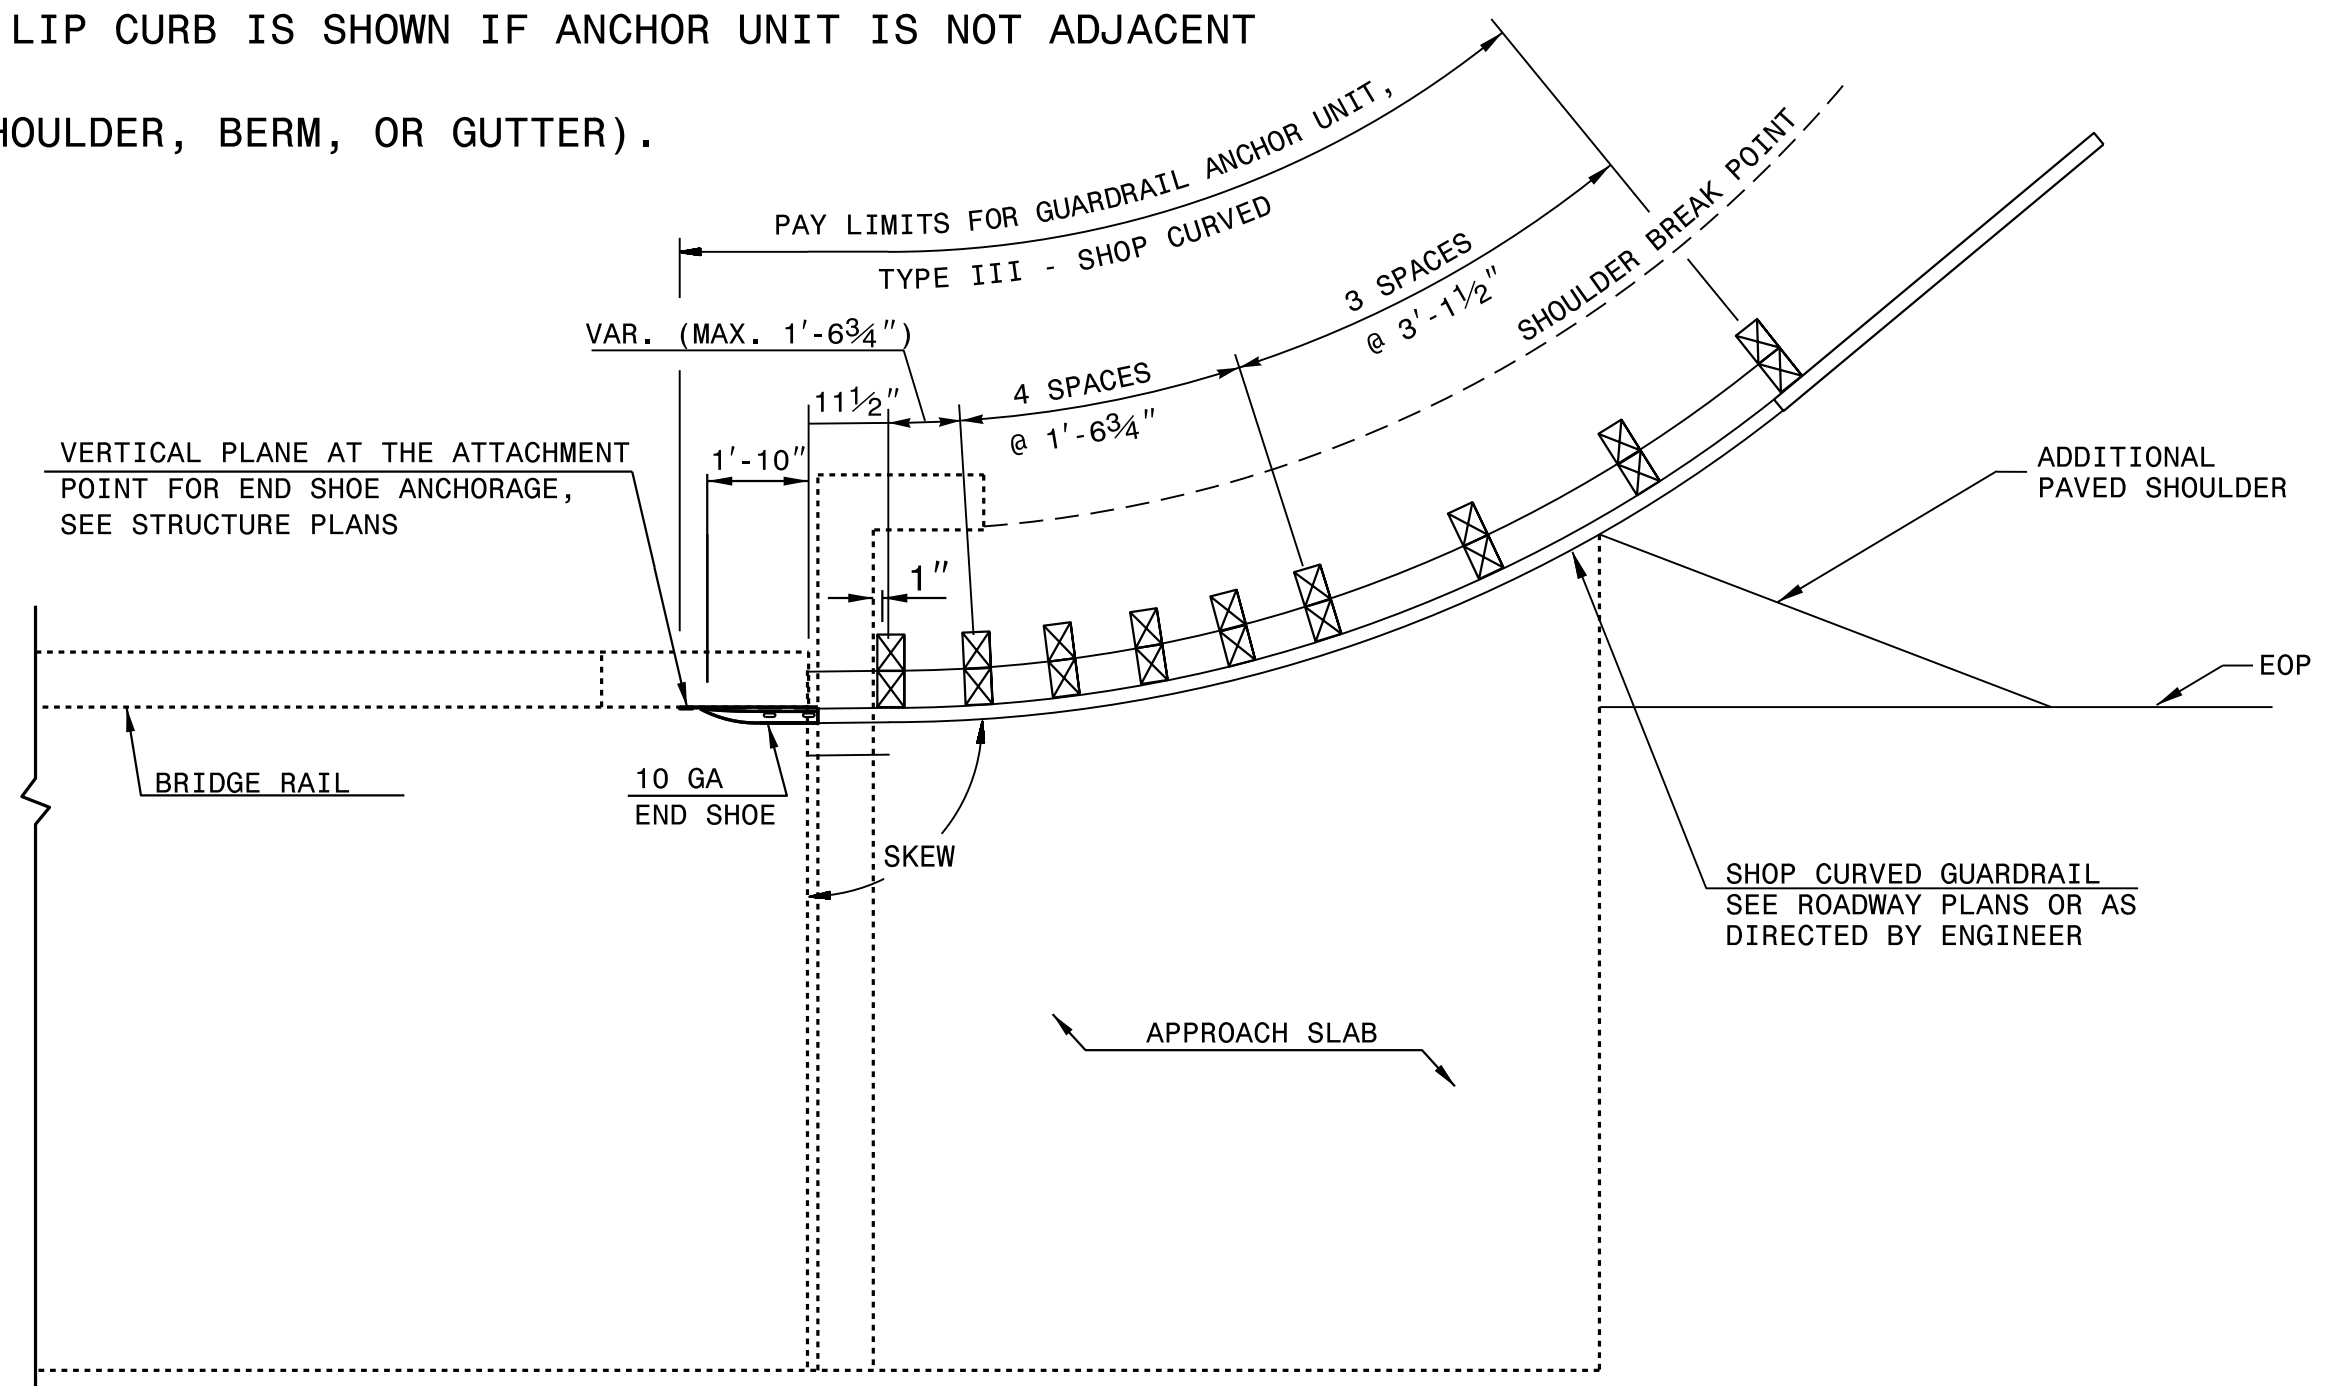 LIP CURB IS SHOWN IF ANCHOR UNIT IS NOT ADJACENT
HOULDER, BERM, OR GUTTER).
PAY LIMITS FOR GUARDRAIL ANCHOR UNIT,
TYPE III - SHOP CURVED
3 SPACES
@ 3'-1½"
SHOULDER BREAK POINT
VAR. (MAX. 1'-6¾")
11½"
4 SPACES
@ 1'-6¾"
1'-10"
VERTICAL PLANE AT THE ATTACHMENT
POINT FOR END SHOE ANCHORAGE,
SEE STRUCTURE PLANS
ADDITIONAL
PAVED SHOULDER
1"
EOP
BRIDGE RAIL
10 GA
END SHOE
SKEW
SHOP CURVED GUARDRAIL
SEE ROADWAY PLANS OR AS
DIRECTED BY ENGINEER
APPROACH SLAB